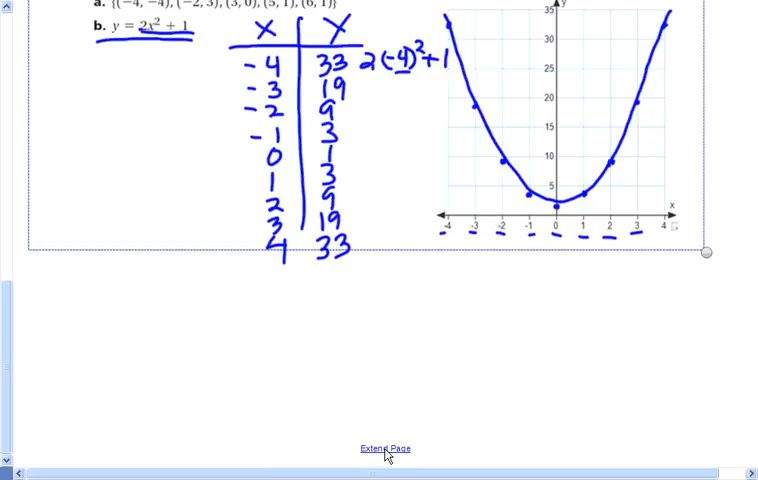 a. {(−4, −4), (−2, 3), (3, 0), (5, 1), (6, 1)}
b. y = 2x² + 1
X Y
-4 33 2(-4)²+1
-3 19
-2 9
-1 3
0 1
1 3
2 9
3 19
4 33
y
35
30
25
20
15
10
5
x
-4 -3 -2 -1 0 1 2 3 4
Extend Page